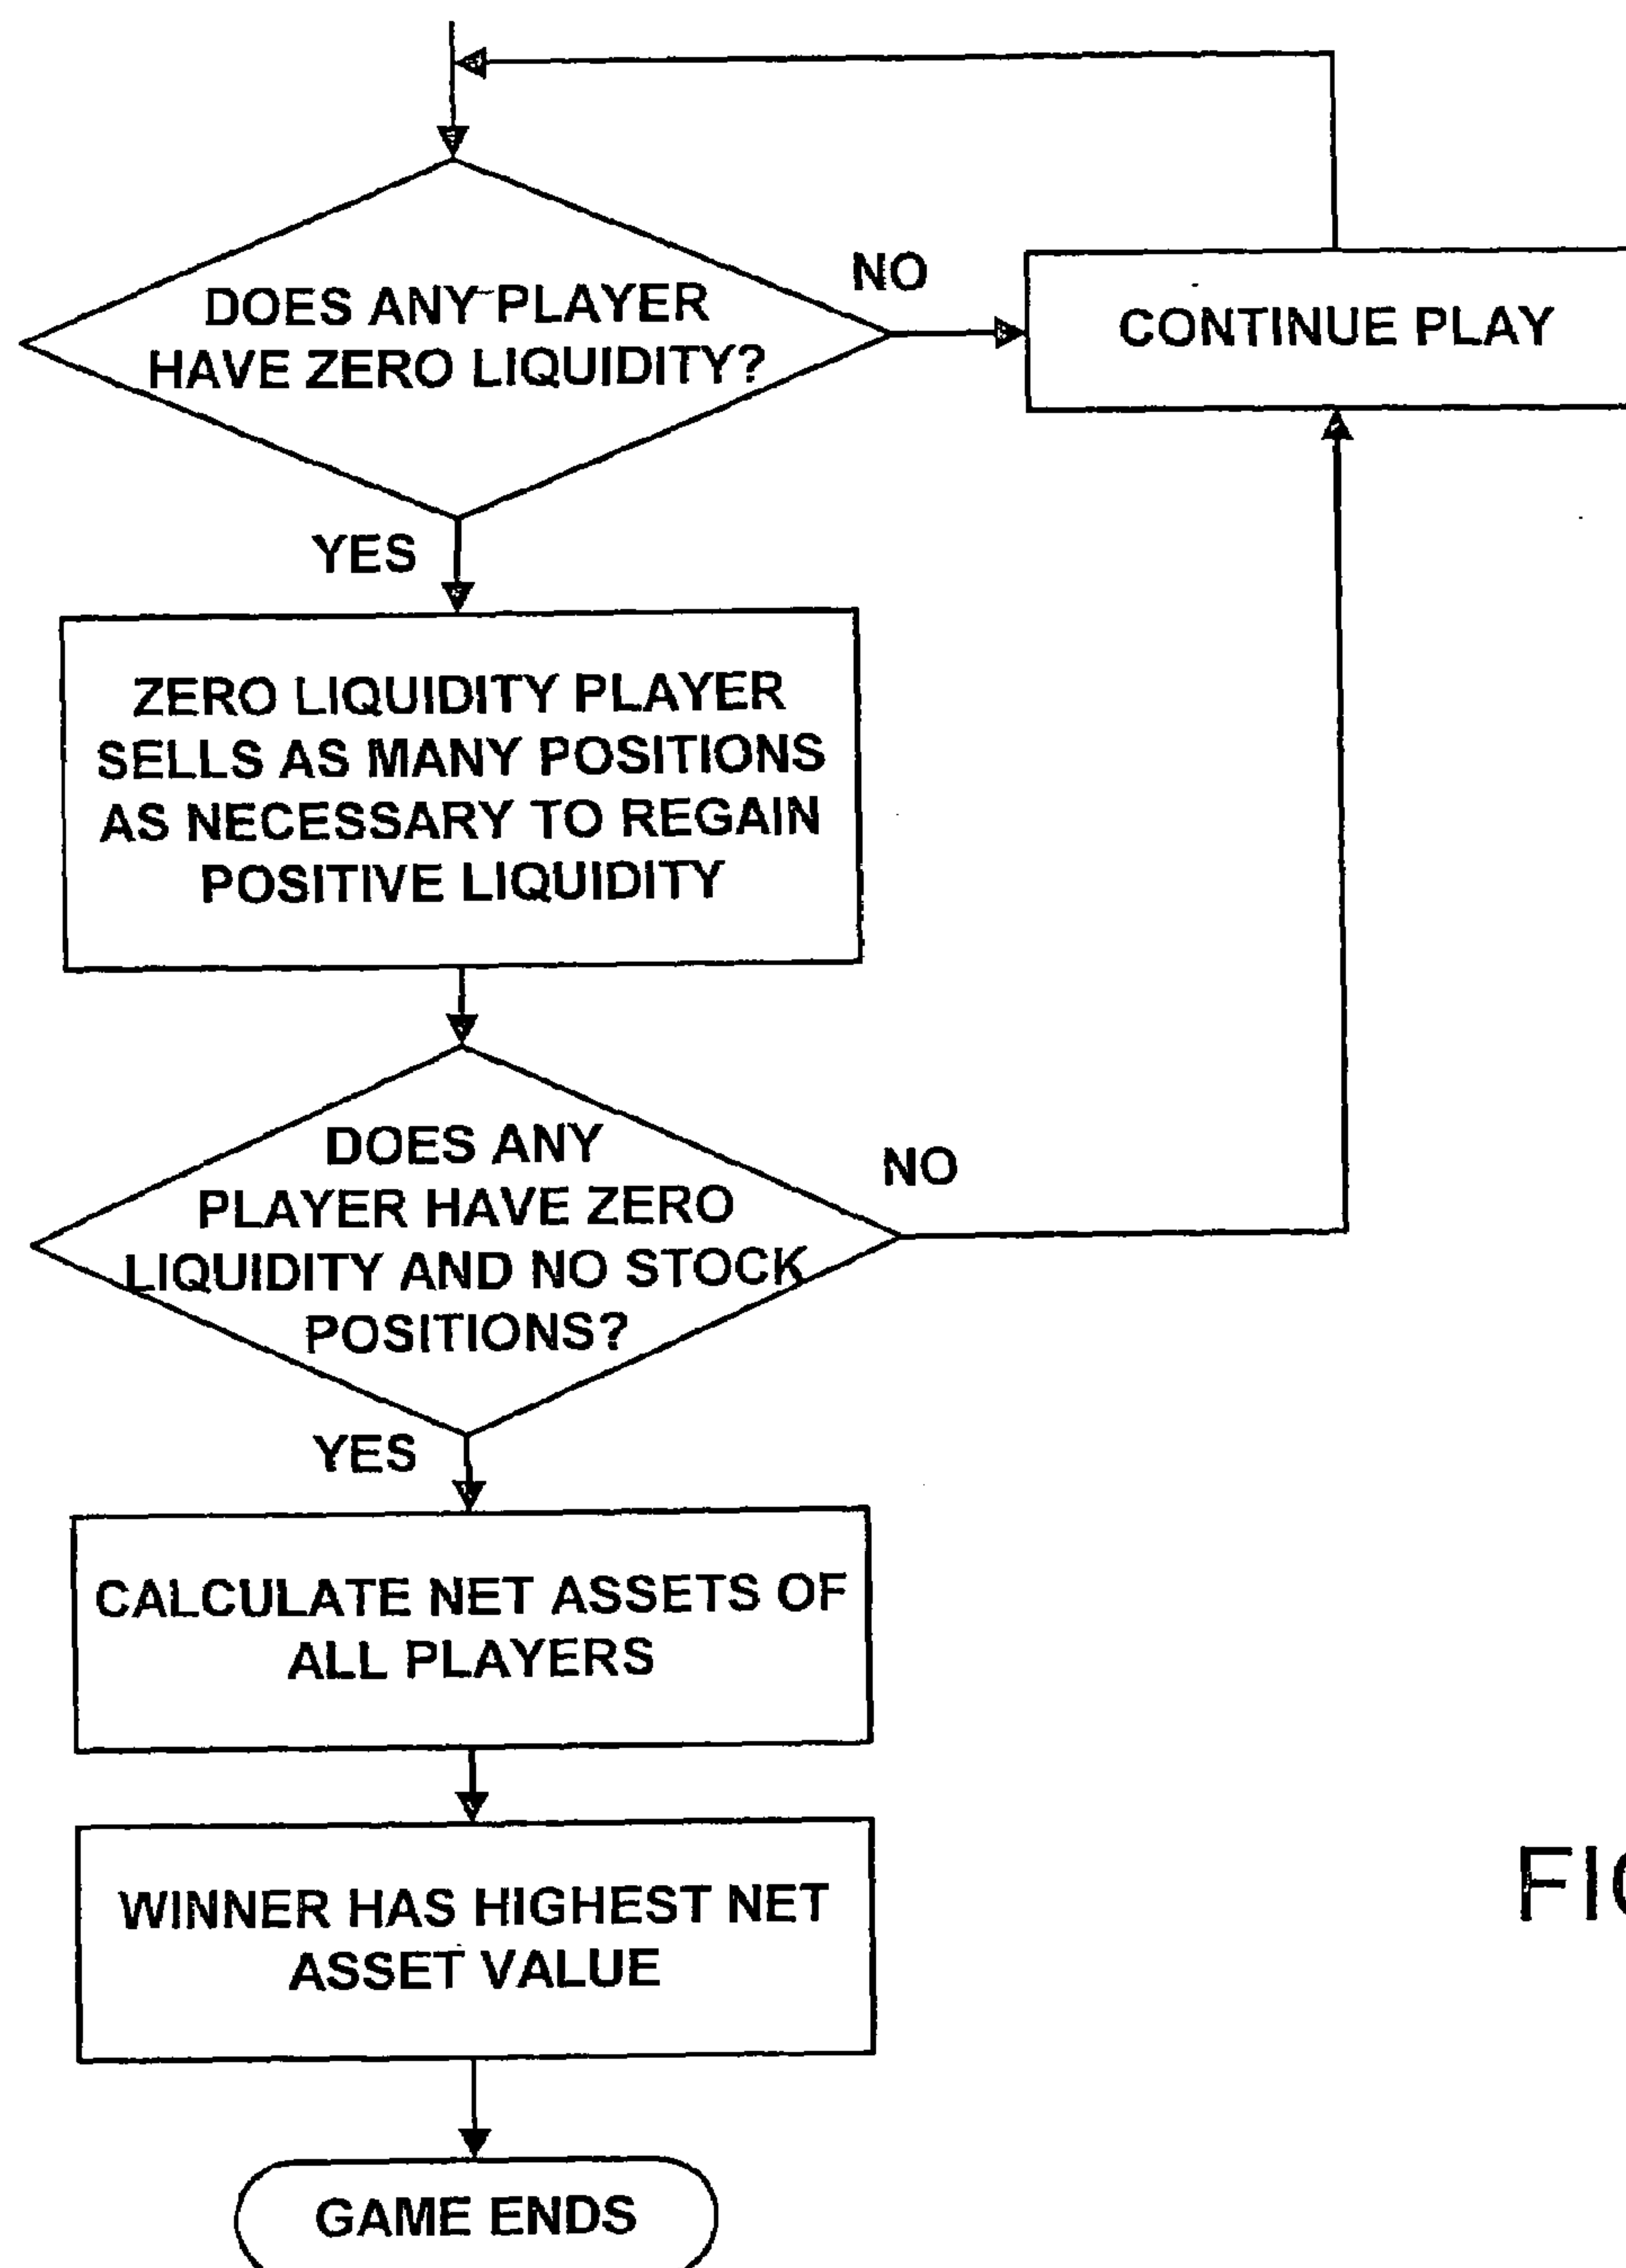 DOES ANY PLAYER
HAVE ZERO LIQUIDITY?
NO
CONTINUE PLAY
YES
ZERO LIQUIDITY PLAYER
SELLS AS MANY POSITIONS
AS NECESSARY TO REGAIN
POSITIVE LIQUIDITY
DOES ANY
PLAYER HAVE ZERO
LIQUIDITY AND NO STOCK
POSITIONS?
NO
YES
CALCULATE NET ASSETS OF
ALL PLAYERS
WINNER HAS HIGHEST NET
ASSET VALUE
GAME ENDS